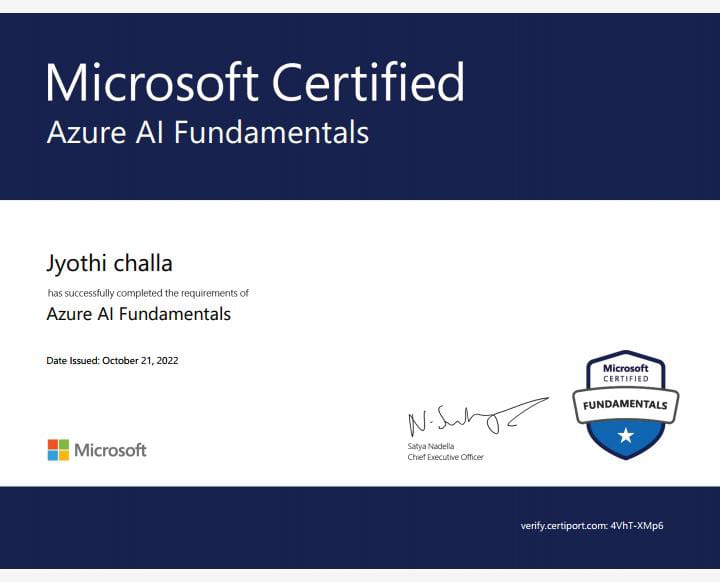 Microsoft Certified
Azure AI Fundamentals
Jyothi challa
has successfully completed the requirements of
Azure AI Fundamentals
Date Issued: October 21, 2022
Microsoft
CERTIFIED
FUNDAMENTALS
N. Satya
Satya Nadella
Chief Executive Officer
Microsoft
verify.certiport.com: 4VhT-XMp6